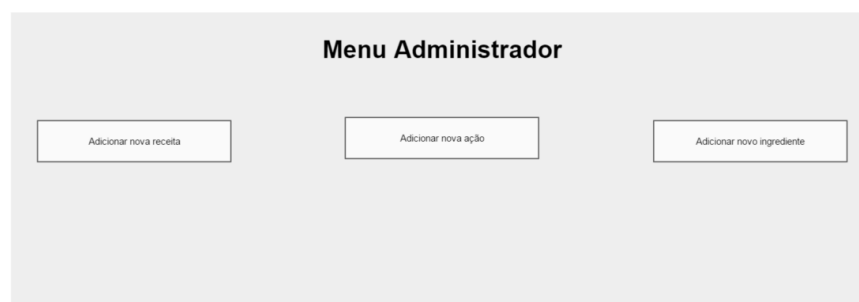 Menu Administrador
Adicionar nova receita
Adicionar nova ação
Adicionar novo ingrediente